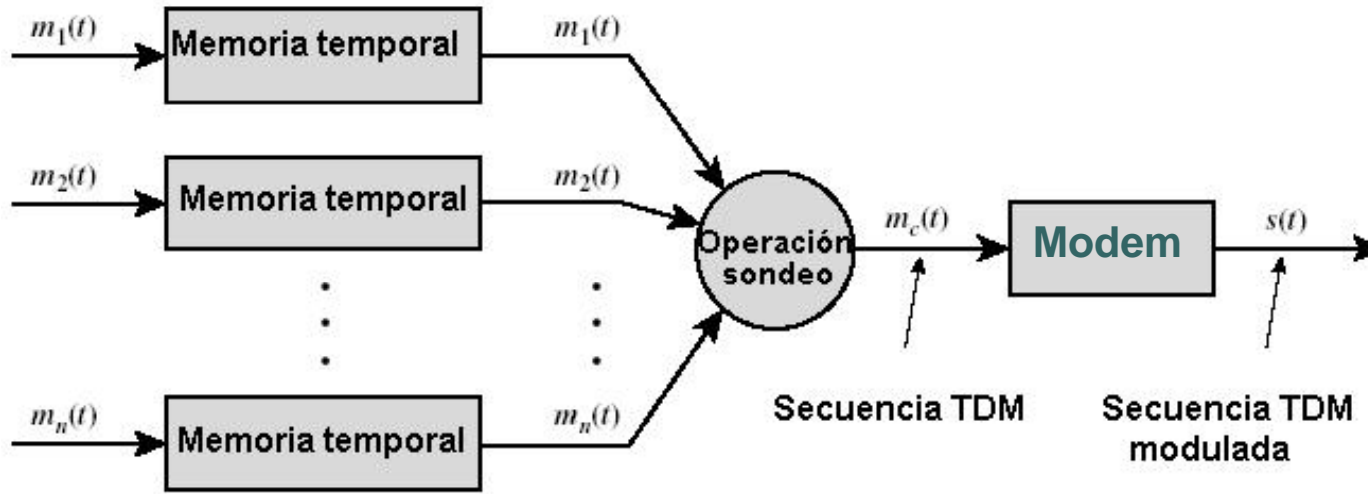 m₁(t)
Memoria temporal
m₁(t)
m₂(t)
Memoria temporal
m₂(t)
Operación
sondeo
m_c(t)
Modem
s(t)
mₙ(t)
Memoria temporal
mₙ(t)
Secuencia TDM
Secuencia TDM
modulada